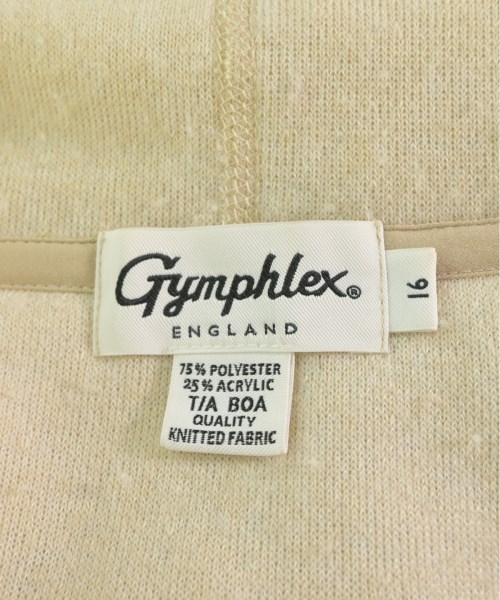 Gymphlex®
ENGLAND
16
75% POLYESTER
25% ACRYLIC
T/A BOA
QUALITY
KNITTED FABRIC